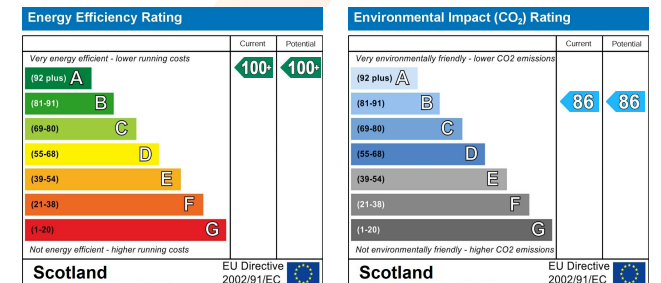 Energy Efficiency Rating
Current Potential
Very energy efficient - lower running costs
(92 plus) A
100+ 100+
(81-91) B
(69-80) C
(55-68) D
(39-54) E
(21-38) F
(1-20) G
Not energy efficient - higher running costs
Scotland
EU Directive
2002/91/EC
Environmental Impact (CO₂) Rating
Current Potential
Very environmentally friendly - lower CO2 emissions
(92 plus) A
(81-91) B
86 86
(69-80) C
(55-68) D
(39-54) E
(21-38) F
(1-20) G
Not environmentally friendly - higher CO2 emissions
Scotland
EU Directive
2002/91/EC